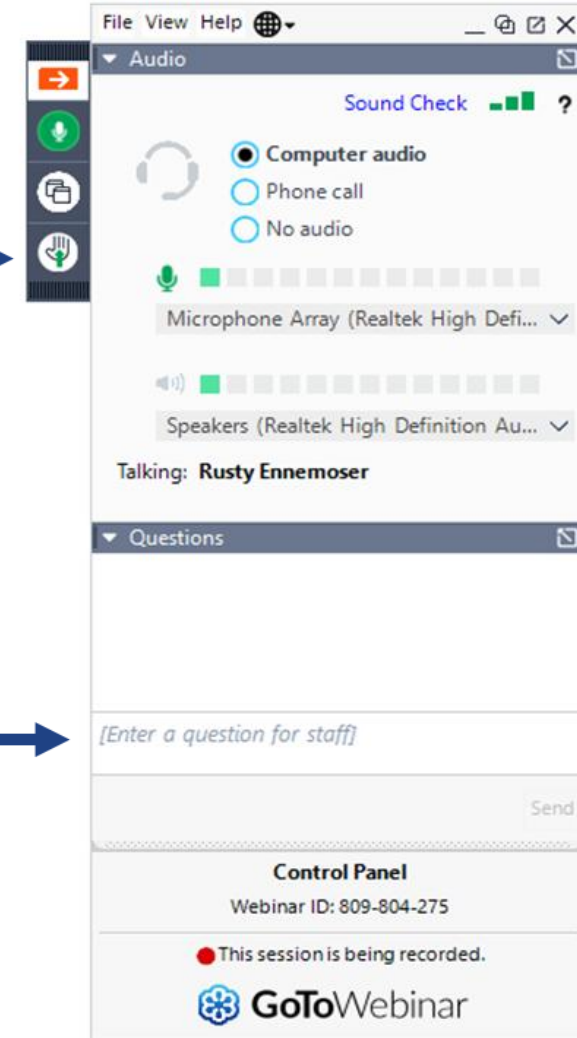 File View Help
Audio
Sound Check ?
Computer audio
Phone call
No audio
Microphone Array (Realtek High Defi...
Speakers (Realtek High Definition Au...
Talking: Rusty Ennemoser
Questions
[Enter a question for staff]
Send
Control Panel
Webinar ID: 809-804-275
This session is being recorded.
GoToWebinar